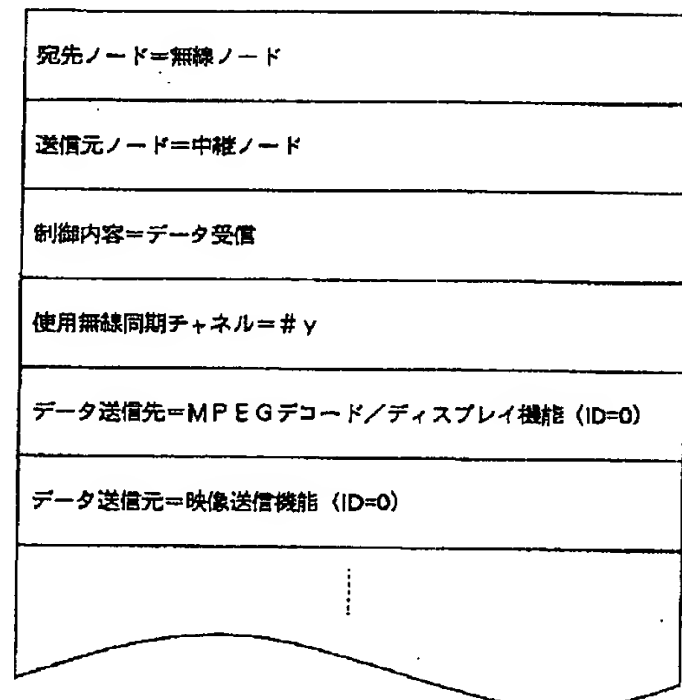 宛先ノード＝無線ノード
送信元ノード＝中継ノード
制御内容＝データ受信
使用無線同期チャネル＝＃y
データ送信先＝MPEGデコード／ディスプレイ機能（ID=0）
データ送信元＝映像送信機能（ID=0）